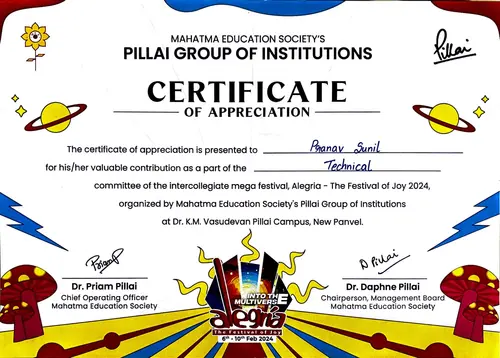 MAHATMA EDUCATION SOCIETY'S
PILLAI GROUP OF INSTITUTIONS
Pillai
CERTIFICATE
OF APPRECIATION
The certificate of appreciation is presented to Pranav Sunil
for his/her valuable contribution as a part of the Technical
committee of the intercollegiate mega festival, Alegria - The Festival of Joy 2024,
organized by Mahatma Education Society's Pillai Group of Institutions
at Dr. K.M. Vasudevan Pillai Campus, New Panvel.
D Pillai
Dr. Priam Pillai
Chief Operating Officer
Mahatma Education Society
INTO THE
MULTIVERSE
alegria
The Festival of Joy
6th - 10th Feb 2024
Dr. Daphne Pillai
Chairperson, Management Board
Mahatma Education Society